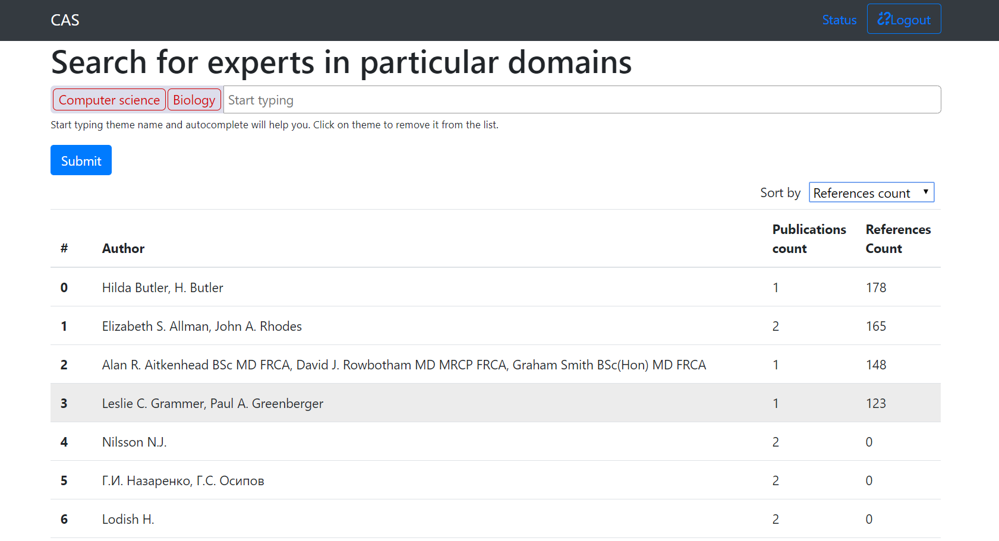 CAS Status Logout
Search for experts in particular domains
Computer science Biology Start typing
Start typing theme name and autocomplete will help you. Click on theme to remove it from the list.
Submit
Sort by References count
# Author Publications count References Count
0 Hilda Butler, H. Butler 1 178
1 Elizabeth S. Allman, John A. Rhodes 2 165
2 Alan R. Aitkenhead BSc MD FRCA, David J. Rowbotham MD MRCP FRCA, Graham Smith BSc(Hon) MD FRCA 1 148
3 Leslie C. Grammer, Paul A. Greenberger 1 123
4 Nilsson N.J. 2 0
5 Г.И. Назаренко, Г.С. Осипов 2 0
6 Lodish H. 2 0